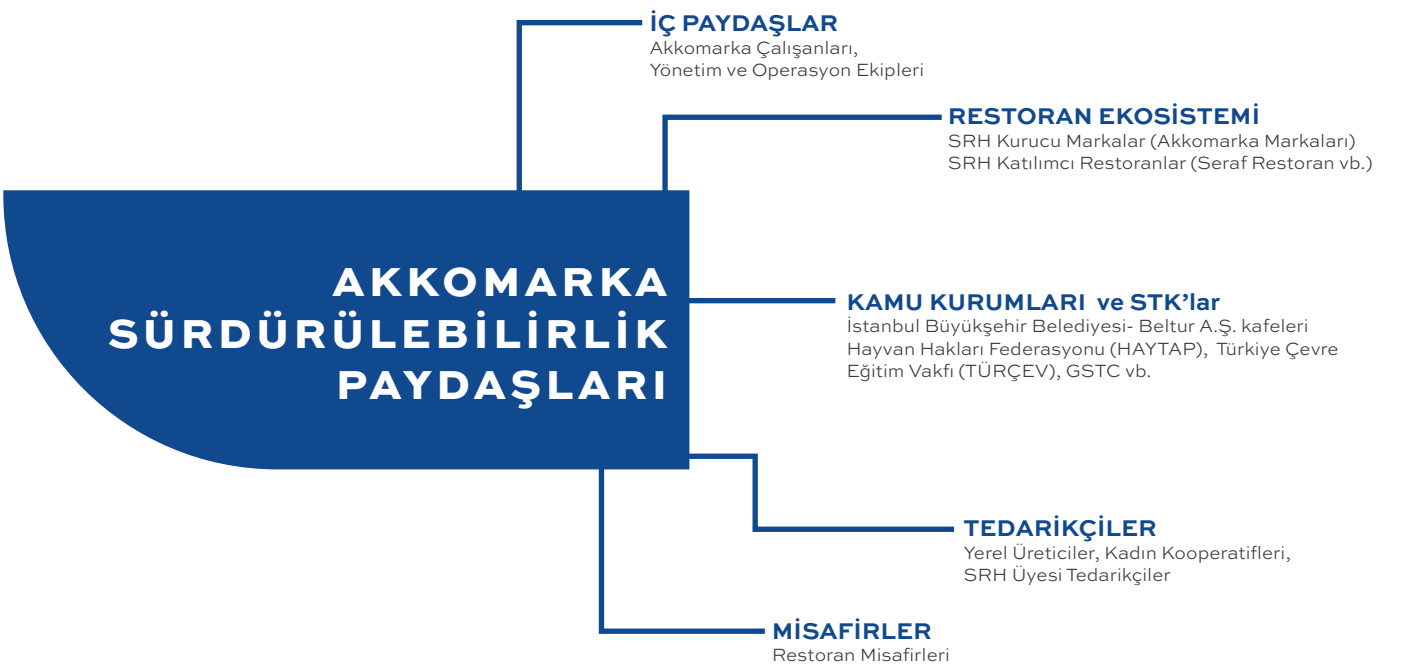 İÇ PAYDAŞLAR
Akkomarka Çalışanları,
Yönetim ve Operasyon Ekipleri
RESTORAN EKOSİSTEMİ
SRH Kurucu Markalar (Akkomarka Markaları)
SRH Katılımcı Restoranlar (Seraf Restoran vb.)
AKKOMARKA
SÜRDÜRÜLEBİLİRLİK
PAYDAŞLARI
KAMU KURUMLARI ve STK’lar
İstanbul Büyükşehir Belediyesi- Beltur A.Ş. kafeleri
Hayvan Hakları Federasyonu (HAYTAP), Türkiye Çevre
Eğitim Vakfı (TÜRÇEV), GSTC vb.
TEDARİKÇİLER
Yerel Üreticiler, Kadın Kooperatifleri,
SRH Üyesi Tedarikçiler
MİSAFİRLER
Restoran Misafirleri